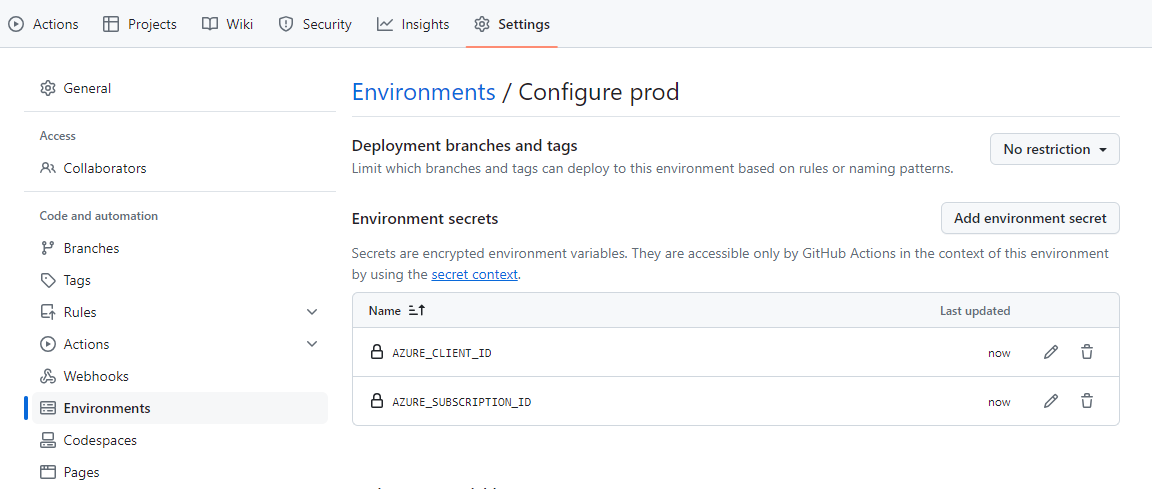 Actions Projects Wiki Security Insights Settings
General
Access
Collaborators
Code and automation
Branches
Tags
Rules
Actions
Webhooks
Environments
Codespaces
Pages
Environments / Configure prod
Deployment branches and tags
No restriction
Limit which branches and tags can deploy to this environment based on rules or naming patterns.
Environment secrets
Add environment secret
Secrets are encrypted environment variables. They are accessible only by GitHub Actions in the context of this environment
by using the secret context.
Name Last updated
AZURE_CLIENT_ID now
AZURE_SUBSCRIPTION_ID now